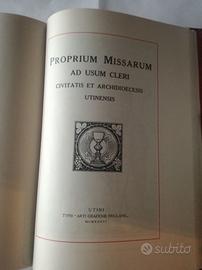 PROPRIUM MISSARUM
AD USUM CLERI
CIVITATIS ET ARCHIDIOECESIS
UTINENSIS
UTINI
subito